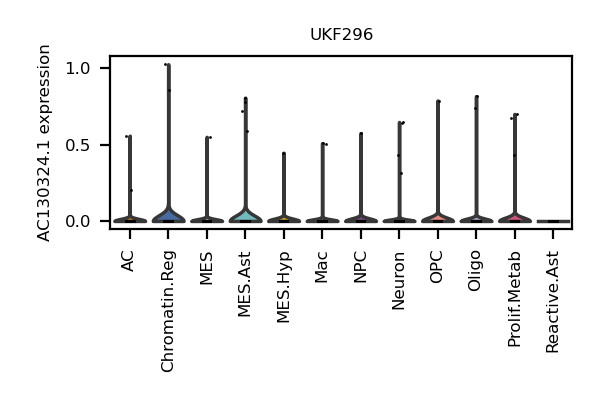 UKF296
AC130324.1 expression
1.0
0.5
0.0
AC
Chromatin.Reg
MES
MES.Ast
MES.Hyp
Mac
NPC
Neuron
OPC
Oligo
Prolif.Metab
Reactive.Ast